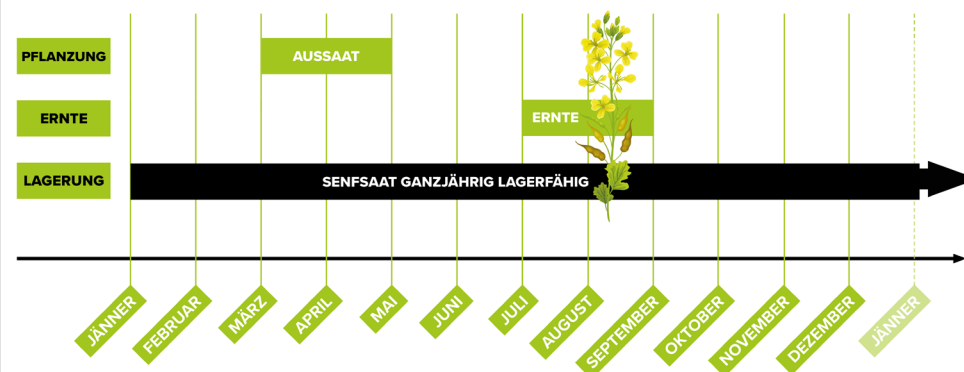 PFLANZUNG
AUSSAAT
ERNTE
ERNTE
LAGERUNG
SENFSAAT GANZJÄHRIG LAGERFÄHIG
JÄNNER
FEBRUAR
MÄRZ
APRIL
MAI
JUNI
JULI
AUGUST
SEPTEMBER
OKTOBER
NOVEMBER
DEZEMBER
JÄNNER